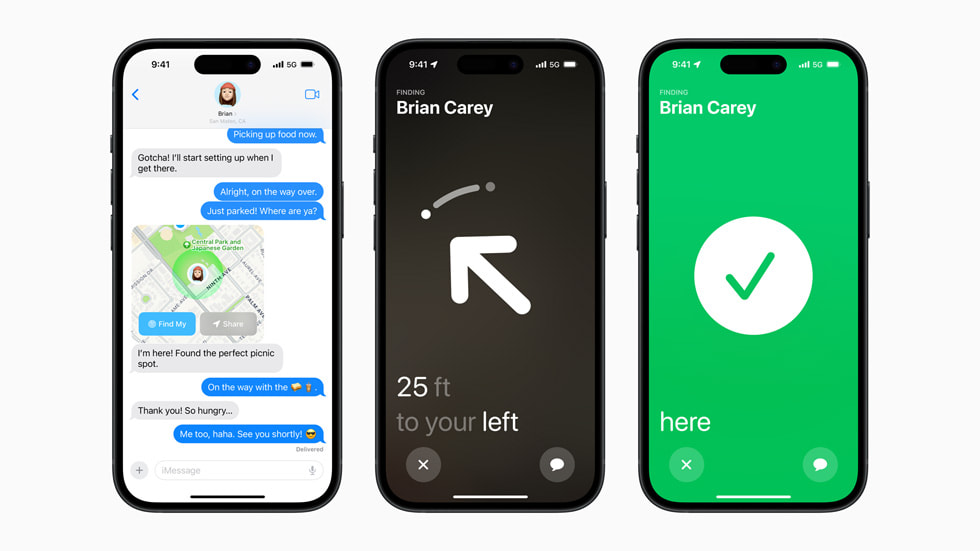 9:41
5G
Brian
San Mateo, CA
Picking up food now.
Gotcha! I'll start setting up when I
get there.
Alright, on the way over.
Just parked! Where are ya?
Central Park and
Japanese Garden
LAUREL AVE
NINTH AVE
PALM AVE
Find My
Share
I'm here! Found the perfect picnic
spot.
On the way with the 🥪🥤.
Thank you! So hungry...
Me too, haha. See you shortly! 😎
Delivered
iMessage
9:41
5G
FINDING
Brian Carey
25 ft
to your left
9:41
5G
FINDING
Brian Carey
here